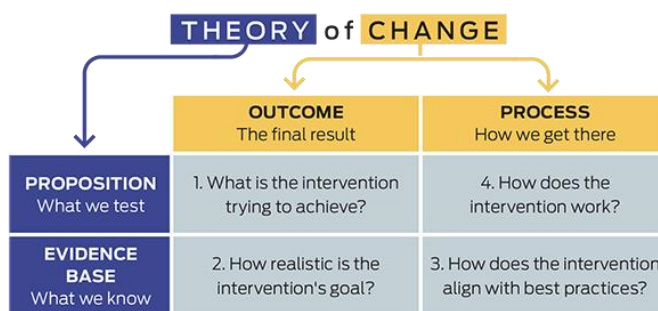 THEORY of CHANGE
OUTCOME
The final result
PROCESS
How we get there
PROPOSITION
What we test
1. What is the intervention
trying to achieve?
4. How does the
intervention work?
EVIDENCE
BASE
What we know
2. How realistic is the
intervention's goal?
3. How does the intervention
align with best practices?